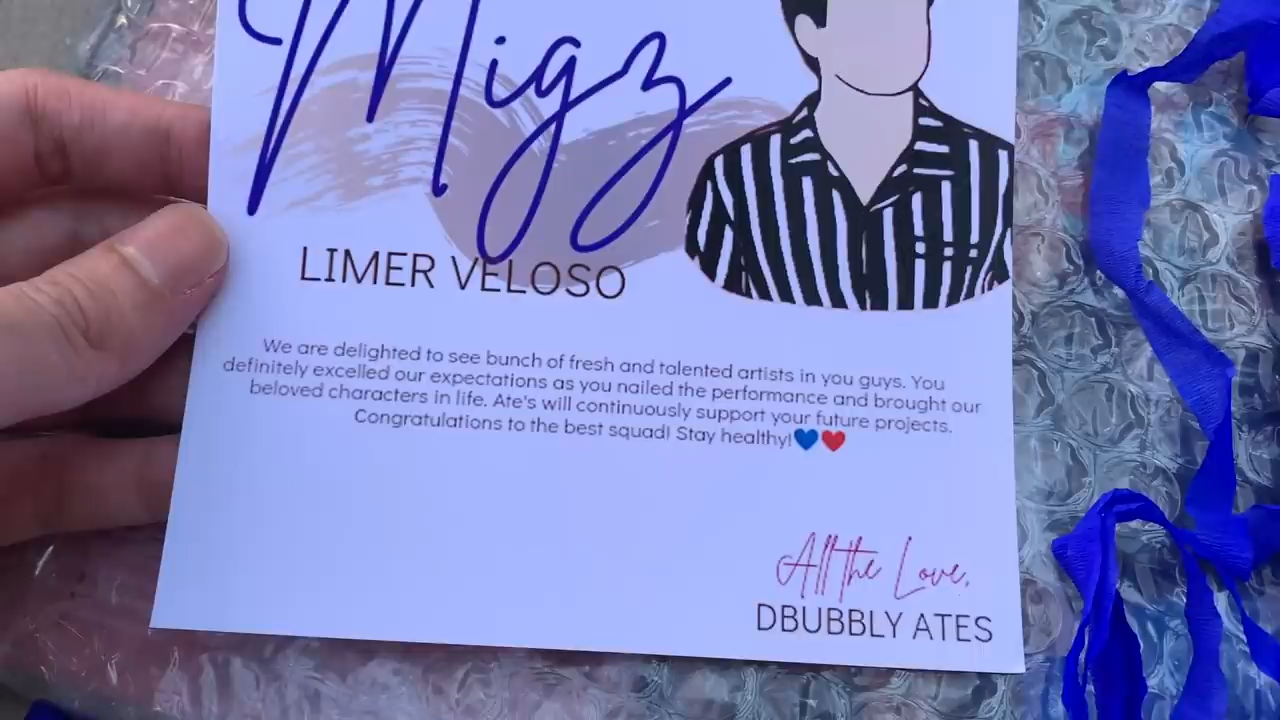 Migz
LIMER VELOSO
We are delighted to see bunch of fresh and talented artists in you guys. You
definitely excelled our expectations as you nailed the performance and brought our
beloved characters in life. Ate's will continuously support your future projects.
Congratulations to the best squad! Stay healthy!💙❤️
All the Love,
DBUBBLY ATES